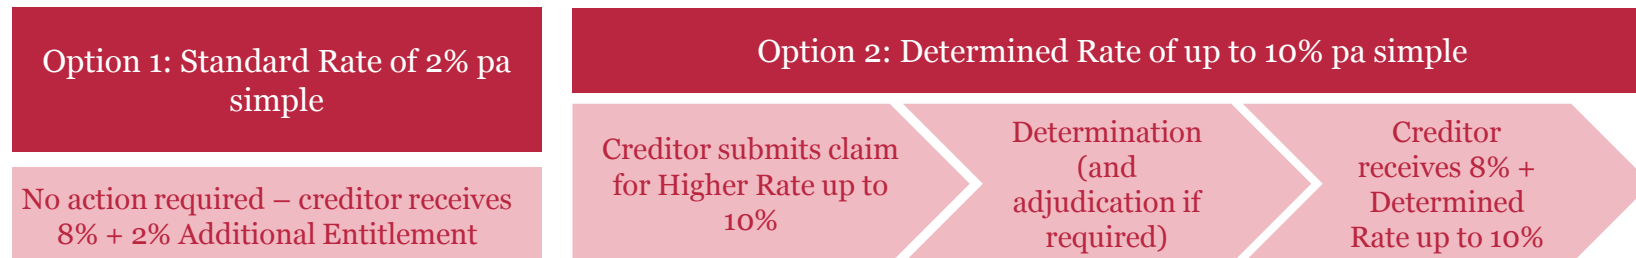 Option 1: Standard Rate of 2% pa
simple
No action required – creditor receives
8% + 2% Additional Entitlement
Option 2: Determined Rate of up to 10% pa simple
Creditor submits claim
for Higher Rate up to
10%
Determination
(and
adjudication if
required)
Creditor
receives 8% +
Determined
Rate up to 10%